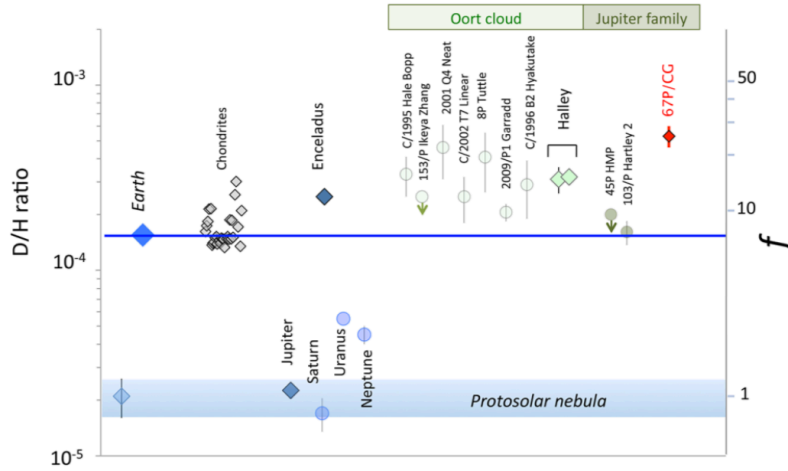 Oort cloud
Jupiter family
10⁻³
10⁻⁴
10⁻⁵
D/H ratio
50
10
1
f
Earth
Chondrites
Enceladus
C/1995 Hale Bopp
153/P Ikeya Zhang
2001 Q4 Neat
C/2002 T7 Linear
8P Tuttle
2009/P1 Garradd
C/1996 B2 Hyakutake
Halley
45P HMP
103/P Hartley 2
67P/CG
Jupiter
Saturn
Uranus
Neptune
Protosolar nebula